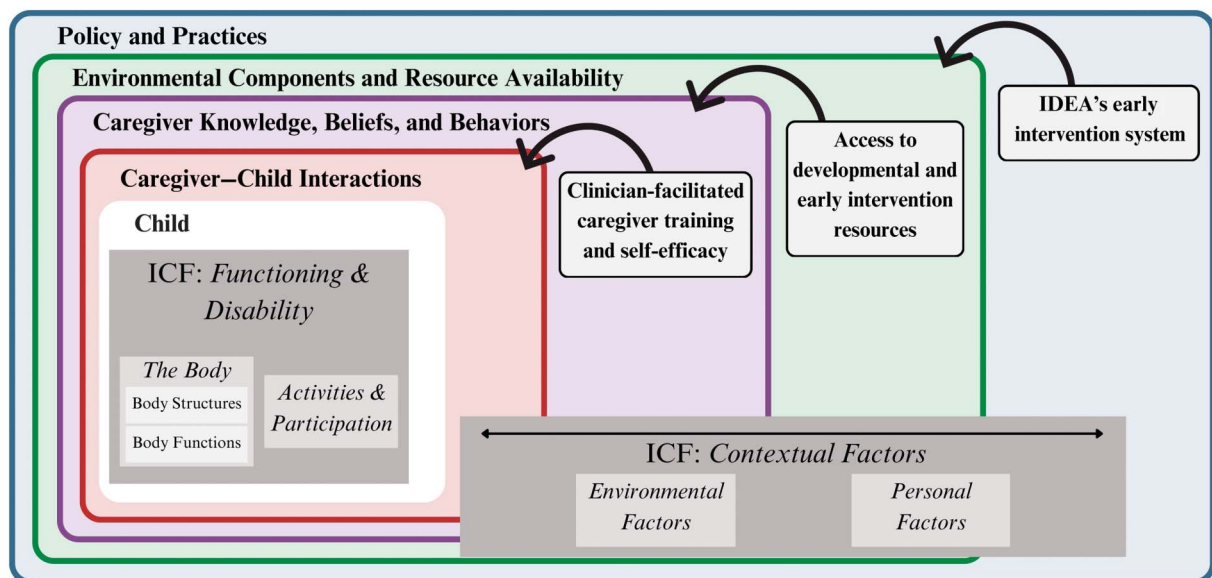 Policy and Practices
Environmental Components and Resource Availability
Caregiver Knowledge, Beliefs, and Behaviors
Caregiver–Child Interactions
Child
ICF: Functioning &
Disability
The Body
Body Structures
Body Functions
Activities &
Participation
Clinician-facilitated
caregiver training
and self-efficacy
Access to
developmental and
early intervention
resources
IDEA’s early
intervention system
ICF: Contextual Factors
Environmental
Factors
Personal
Factors